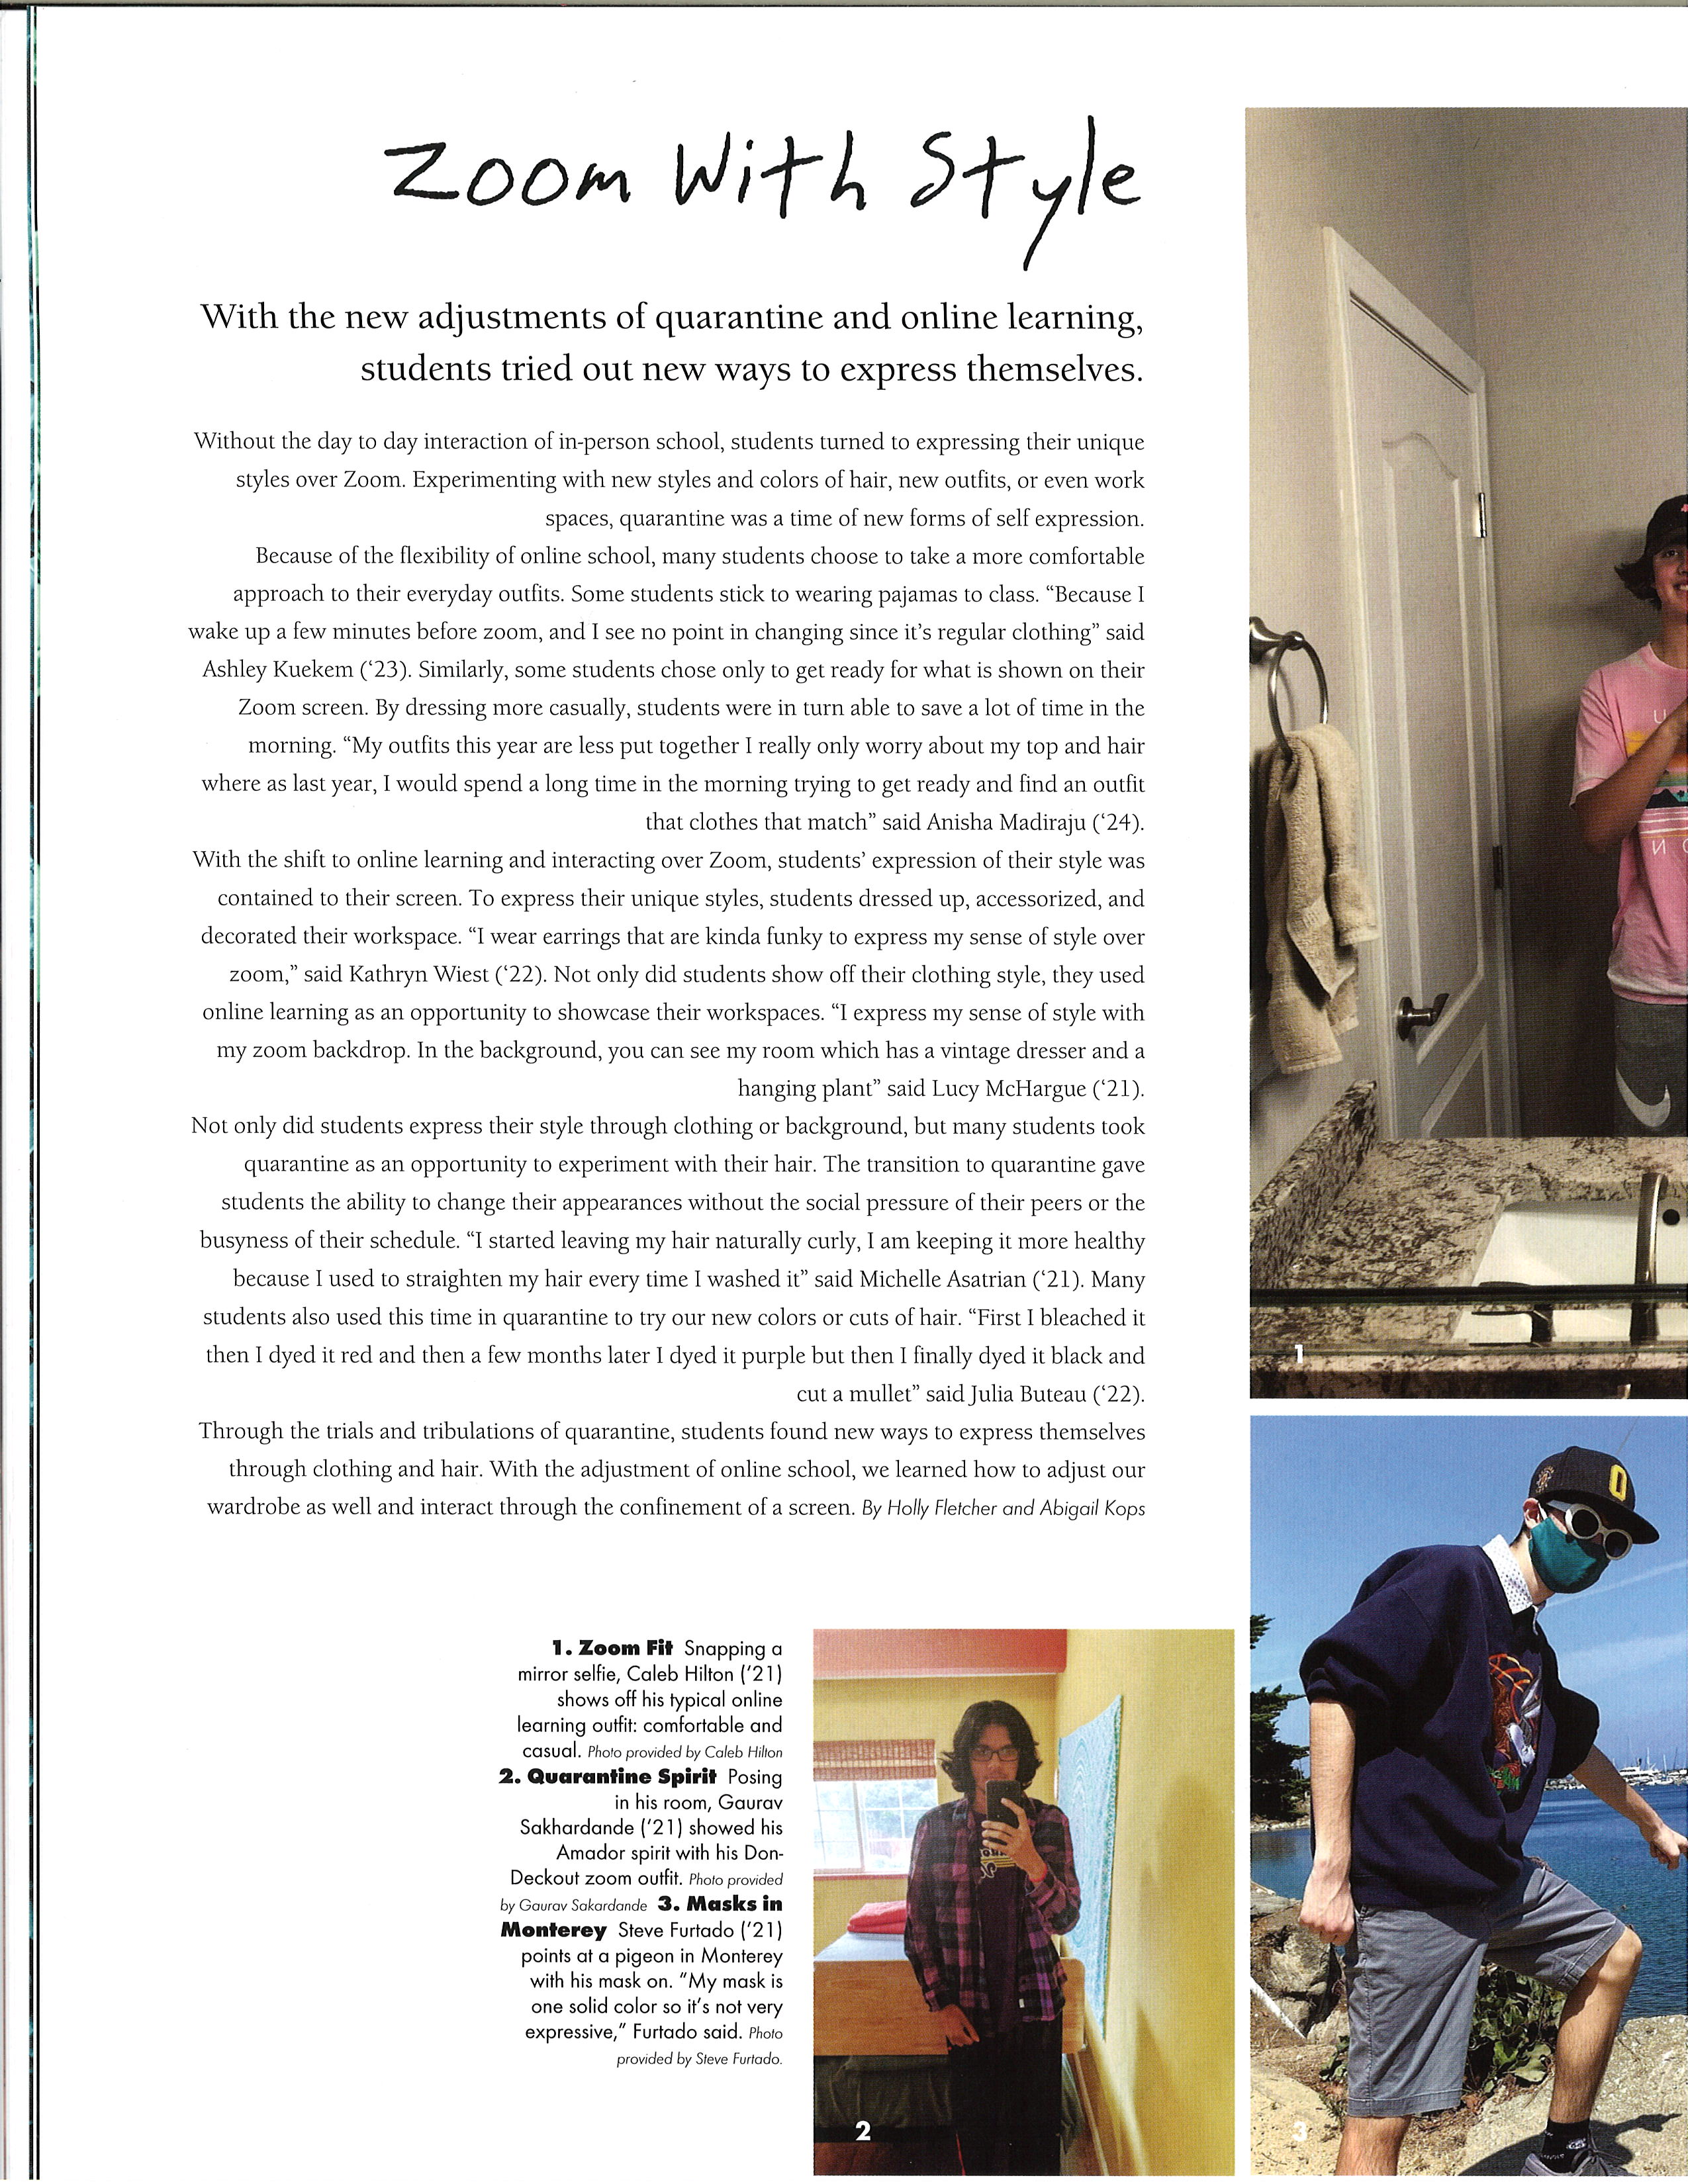 Zoom With Style
With the new adjustments of quarantine and online learning,
students tried out new ways to express themselves.
Without the day to day interaction of in-person school, students turned to expressing their unique
styles over Zoom. Experimenting with new styles and colors of hair, new outfits, or even work
spaces, quarantine was a time of new forms of self expression.
Because of the flexibility of online school, many students choose to take a more comfortable
approach to their everyday outfits. Some students stick to wearing pajamas to class. “Because I
wake up a few minutes before zoom, and I see no point in changing since it’s regular clothing” said
Ashley Kuekem (‘23). Similarly, some students chose only to get ready for what is shown on their
Zoom screen. By dressing more casually, students were in turn able to save a lot of time in the
morning. “My outfits this year are less put together I really only worry about my top and hair
where as last year, I would spend a long time in the morning trying to get ready and find an outfit
that clothes that match” said Anisha Madiraju (‘24).
With the shift to online learning and interacting over Zoom, students’ expression of their style was
contained to their screen. To express their unique styles, students dressed up, accessorized, and
decorated their workspace. “I wear earrings that are kinda funky to express my sense of style over
zoom,” said Kathryn Wiest (‘22). Not only did students show off their clothing style, they used
online learning as an opportunity to showcase their workspaces. “I express my sense of style with
my zoom backdrop. In the background, you can see my room which has a vintage dresser and a
hanging plant” said Lucy McHargue (‘21).
Not only did students express their style through clothing or background, but many students took
quarantine as an opportunity to experiment with their hair. The transition to quarantine gave
students the ability to change their appearances without the social pressure of their peers or the
busyness of their schedule. “I started leaving my hair naturally curly, I am keeping it more healthy
because I used to straighten my hair every time I washed it” said Michelle Asatrian (‘21). Many
students also used this time in quarantine to try our new colors or cuts of hair. “First I bleached it
then I dyed it red and then a few months later I dyed it purple but then I finally dyed it black and
cut a mullet” said Julia Buteau (‘22).
Through the trials and tribulations of quarantine, students found new ways to express themselves
through clothing and hair. With the adjustment of online school, we learned how to adjust our
wardrobe as well and interact through the confinement of a screen. By Holly Fletcher and Abigail Kops
1. Zoom Fit Snapping a
mirror selfie, Caleb Hilton (’21)
shows off his typical online
learning outfit: comfortable and
casual. Photo provided by Caleb Hilton
2. Quarantine Spirit Posing
in his room, Gaurav
Sakhardande (’21) showed his
Amador spirit with his Don-
Deckout zoom outfit. Photo provided
by Gaurav Sakardande 3. Masks in
Monterey Steve Furtado (’21)
points at a pigeon in Monterey
with his mask on. “My mask is
one solid color so it’s not very
expressive,” Furtado said. Photo
provided by Steve Furtado.
1
2
3
O